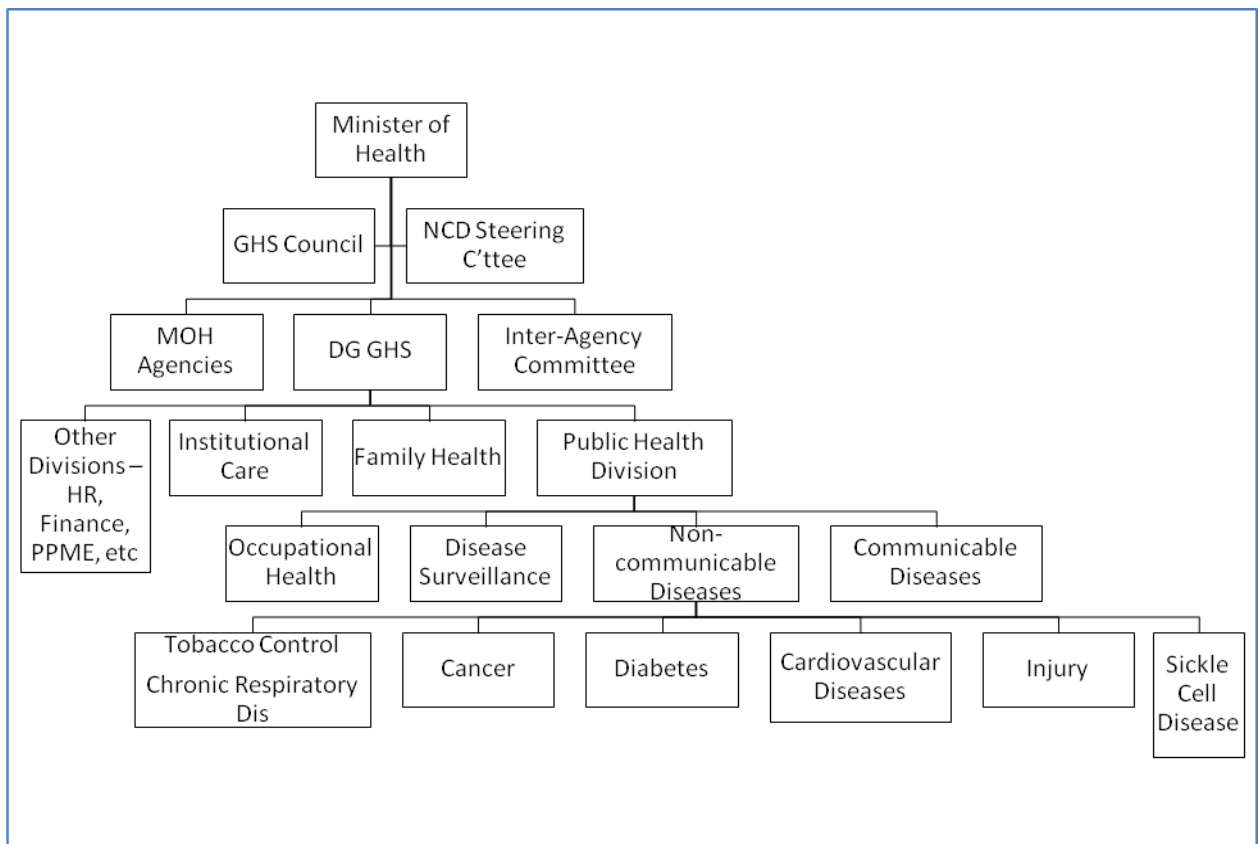 Minister of
Health
GHS Council
NCD Steering
C'ttee
MOH
Agencies
DG GHS
Inter-Agency
Committee
Other
Divisions –
HR,
Finance,
PPME, etc
Institutional
Care
Family Health
Public Health
Division
Occupational
Health
Disease
Surveillance
Non-
communicable
Diseases
Communicable
Diseases
Tobacco Control
Chronic Respiratory
Dis
Cancer
Diabetes
Cardiovascular
Diseases
Injury
Sickle
Cell
Disease